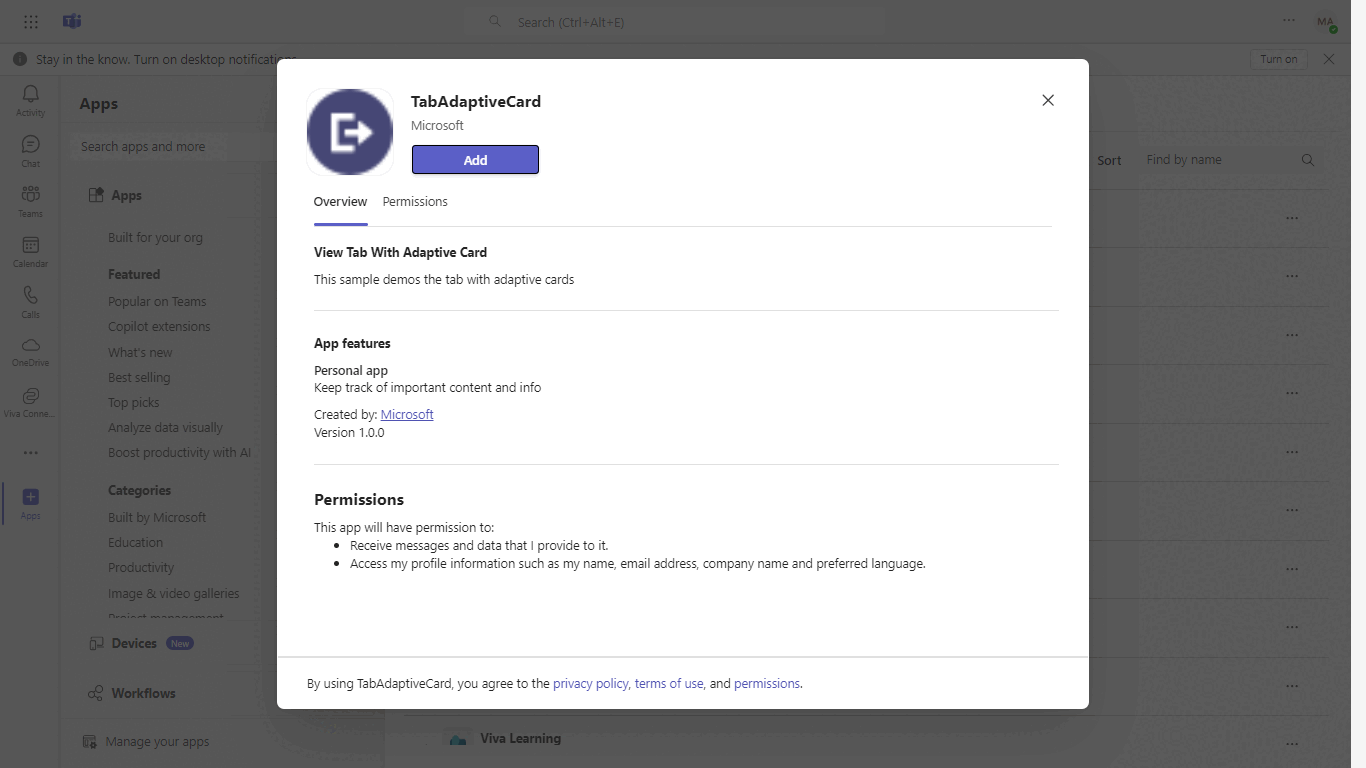 Search (Ctrl+Alt+E)
MA
Stay in the know. Turn on desktop notifications.
Turn on
Activity
Chat
Teams
Calendar
Calls
OneDrive
Viva Conne...
Apps
Apps
Search apps and more
Apps
Built for your org
Featured
Popular on Teams
Copilot extensions
What's new
Best selling
Top picks
Analyze data visually
Boost productivity with AI
Categories
Built by Microsoft
Education
Productivity
Image & video galleries
Project management
Devices New
Workflows
Manage your apps
TabAdaptiveCard
Microsoft
Add
Overview Permissions
View Tab With Adaptive Card
This sample demos the tab with adaptive cards
App features
Personal app
Keep track of important content and info
Created by: Microsoft
Version 1.0.0
Permissions
This app will have permission to:
Receive messages and data that I provide to it.
Access my profile information such as my name, email address, company name and preferred language.
By using TabAdaptiveCard, you agree to the privacy policy, terms of use, and permissions.
Sort
Find by name
Viva Learning